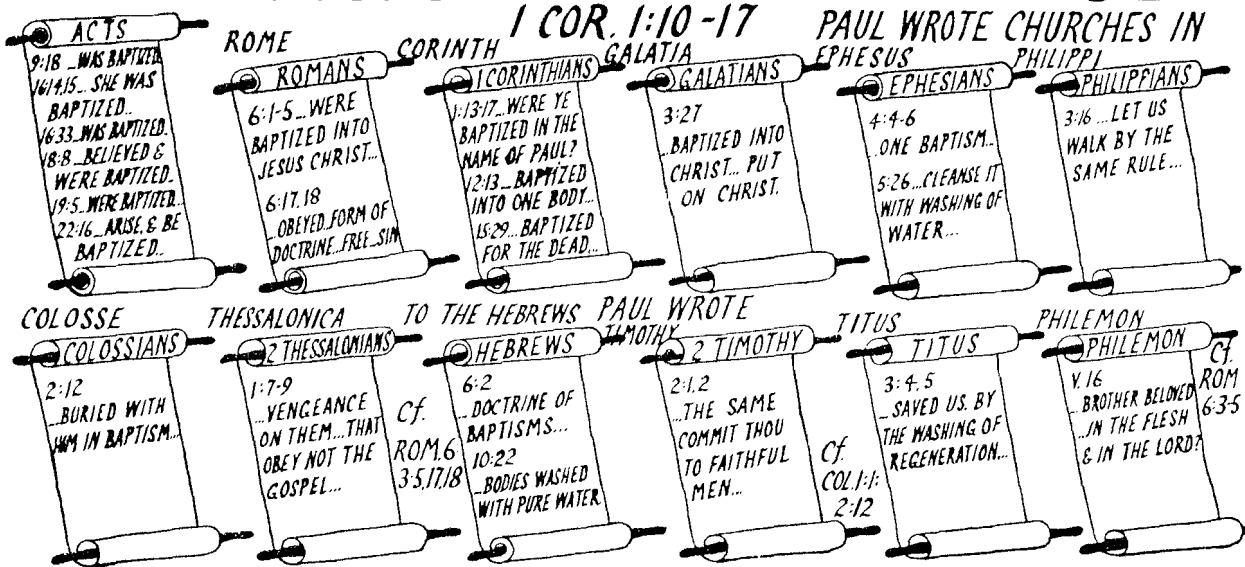 1 COR. 1:10-17
PAUL WROTE CHURCHES IN
ACTS
9:18 ... WAS BAPTIZED
16:14,15... SHE WAS
BAPTIZED..
16:33... WAS BAPTIZED.
18:8... BELIEVED &
WERE BAPTIZED.
19:5... WERE BAPTIZED...
22:16... ARISE, & BE
BAPTIZED..
ROME
ROMANS
6:1-5...WERE
BAPTIZED INTO
JESUS CHRIST...
6:17,18
...OBEYED...FORM OF
DOCTRINE...FREE...SIN
CORINTH
1 CORINTHIANS
1:13-17...WERE YE
BAPTIZED IN THE
NAME OF PAUL?
12:13...BAPTIZED
INTO ONE BODY...
15:29...BAPTIZED
FOR THE DEAD...
GALATIA
GALATIANS
3:27
...BAPTIZED INTO
CHRIST... PUT
ON CHRIST.
EPHESUS
EPHESIANS
4:4-6
..ONE BAPTISM..
5:26...CLEANSE IT
WITH WASHING OF
WATER...
PHILIPPI
PHILIPPIANS
3:16 ...LET US
WALK BY THE
SAME RULE...
COLOSSE
COLOSSIANS
2:12
...BURIED WITH
HIM IN BAPTISM...
THESSALONICA
2 THESSALONIANS
1:7-9
...VENGEANCE
ON THEM...THAT
OBEY NOT THE
GOSPEL...
Cf.
ROM.6
3-5,17,18
TO THE HEBREWS
HEBREWS
6:2
...DOCTRINE OF
BAPTISMS...
10:22
...BODIES WASHED
WITH PURE WATER
PAUL WROTE
TIMOTHY
2 TIMOTHY
2:1,2
...THE SAME
COMMIT THOU
TO FAITHFUL
MEN...
Cf.
COL.1:1:
2:12
TITUS
TITUS
3:4,5
...SAVED US, BY
THE WASHING OF
REGENERATION...
PHILEMON
PHILEMON
V. 16
...BROTHER BELOVED
...IN THE FLESH
& IN THE LORD?
Cf.
ROM
6:3-5